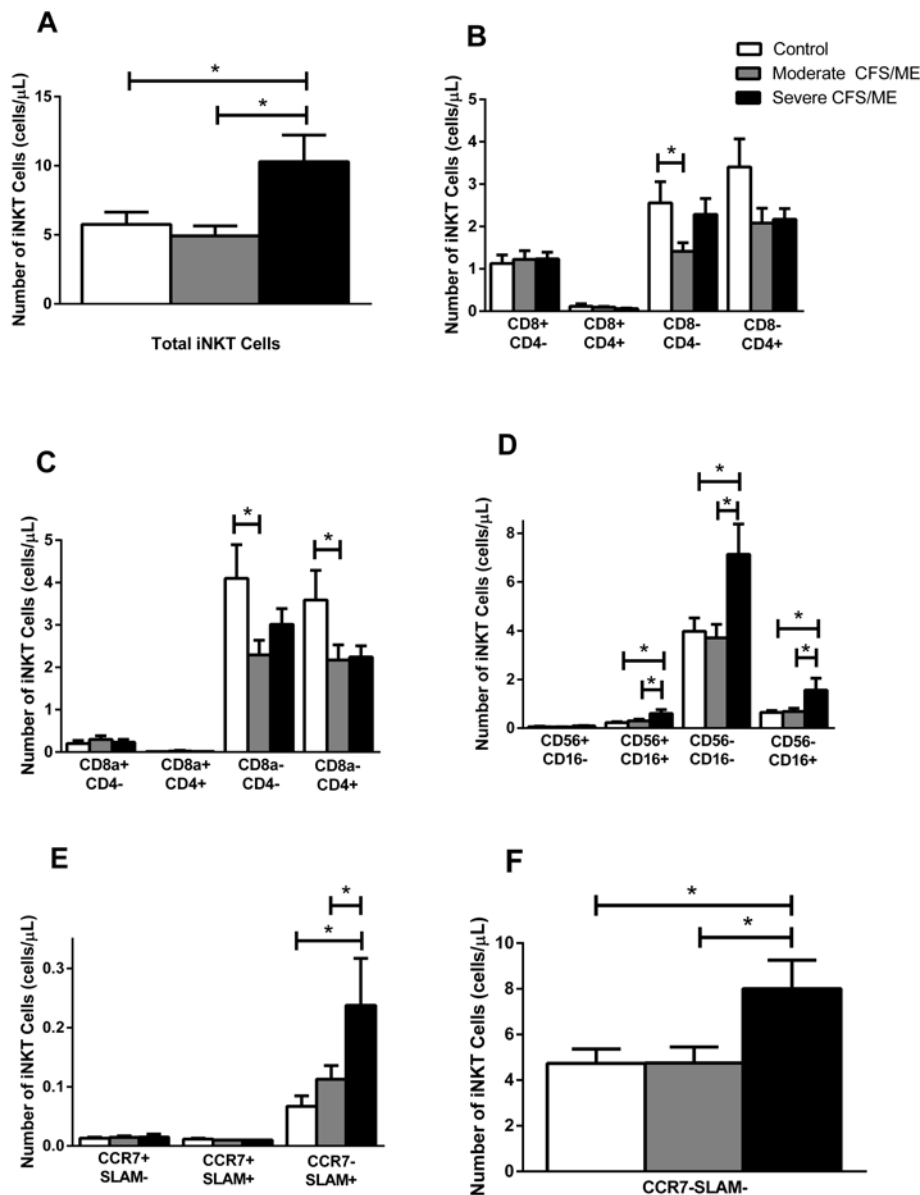 A
Number of iNKT Cells (cells/μL)
15
10
5
0
*
*
Total iNKT Cells
B
Control
Moderate CFS/ME
Severe CFS/ME
Number of iNKT Cells (cells/μL)
5
4
3
2
1
0
*
CD8+ CD8+ CD8- CD8-
CD4- CD4+ CD4- CD4+
C
Number of iNKT Cells (cells/μL)
5
4
3
2
1
0
*
*
CD8a+ CD8a+ CD8a- CD8a-
CD4- CD4+ CD4- CD4+
D
Number of iNKT Cells (cells/μL)
8
6
4
2
0
*
*
*
*
*
*
CD56+ CD56+ CD56- CD56-
CD16- CD16+ CD16- CD16+
E
Number of iNKT Cells (cells/μL)
0.3
0.2
0.1
0.0
*
*
CCR7+ CCR7+ CCR7-
SLAM- SLAM+ SLAM+
F
Number of iNKT Cells (cells/μL)
10
8
6
4
2
0
*
*
CCR7-SLAM-